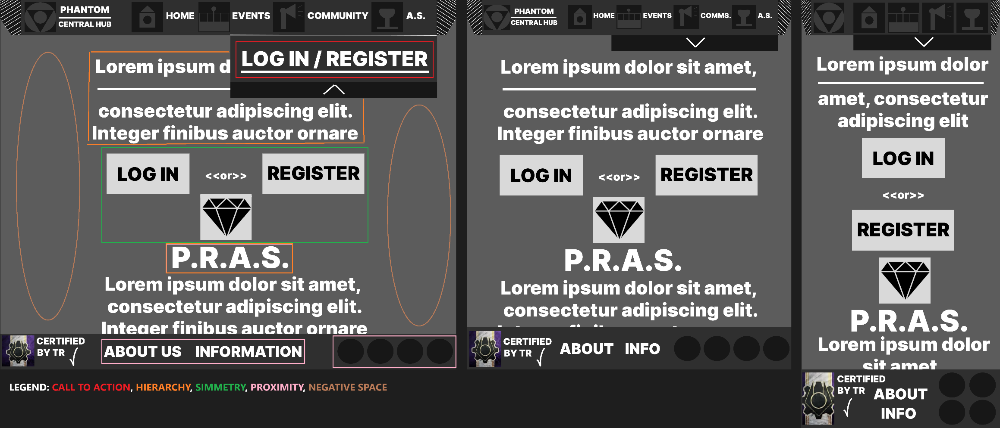 PHANTOM
CENTRAL HUB
HOME
EVENTS
COMMUNITY
A.S.
LOG IN / REGISTER
Lorem ipsum d
consectetur adipiscing elit.
Integer finibus auctor ornare
LOG IN
<<or>>
REGISTER
P.R.A.S.
Lorem ipsum dolor sit amet,
consectetur adipiscing elit.
Integer finibus auctor ornare
CERTIFIED
BY TR
ABOUT US
INFORMATION
LEGEND: CALL TO ACTION, HIERARCHY, SIMMETRY, PROXIMITY, NEGATIVE SPACE
PHANTOM
CENTRAL HUB
HOME
EVENTS
COMMS.
A.S.
Lorem ipsum dolor sit amet,
consectetur adipiscing elit.
Integer finibus auctor ornare
LOG IN
<<or>>
REGISTER
P.R.A.S.
Lorem ipsum dolor sit amet,
consectetur adipiscing elit.
CERTIFIED
BY TR
ABOUT
INFO
Lorem ipsum dolor
amet, consectetur
adipiscing elit
LOG IN
<<or>>
REGISTER
P.R.A.S.
Lorem ipsum dolor
sit amet
CERTIFIED
BY TR
ABOUT
INFO